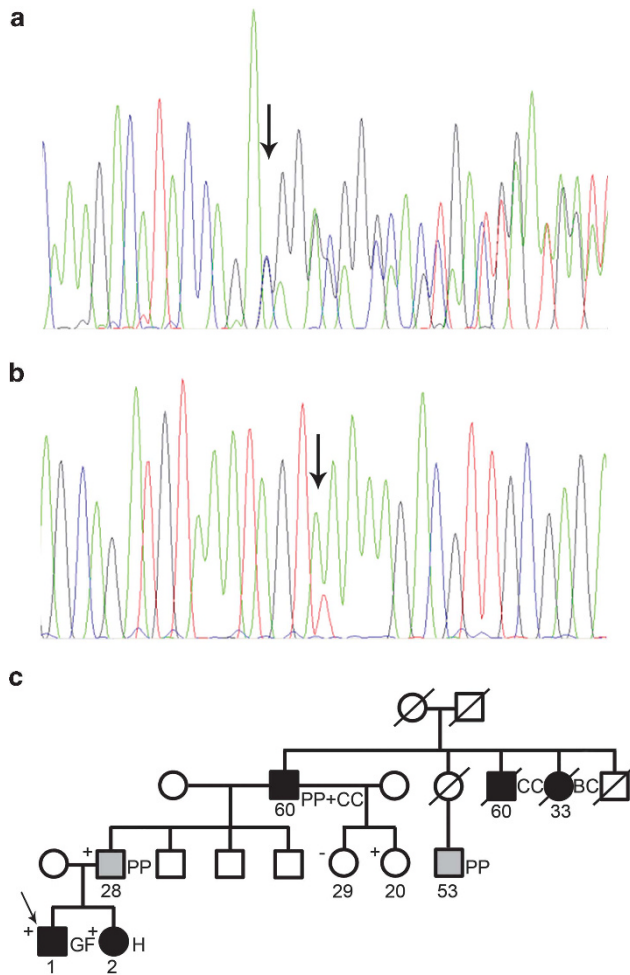 a
b
c
60 PP+CC 60 CC 33 BC
+ PP - + PP
28 29 20 53
+ GF + H
1 2